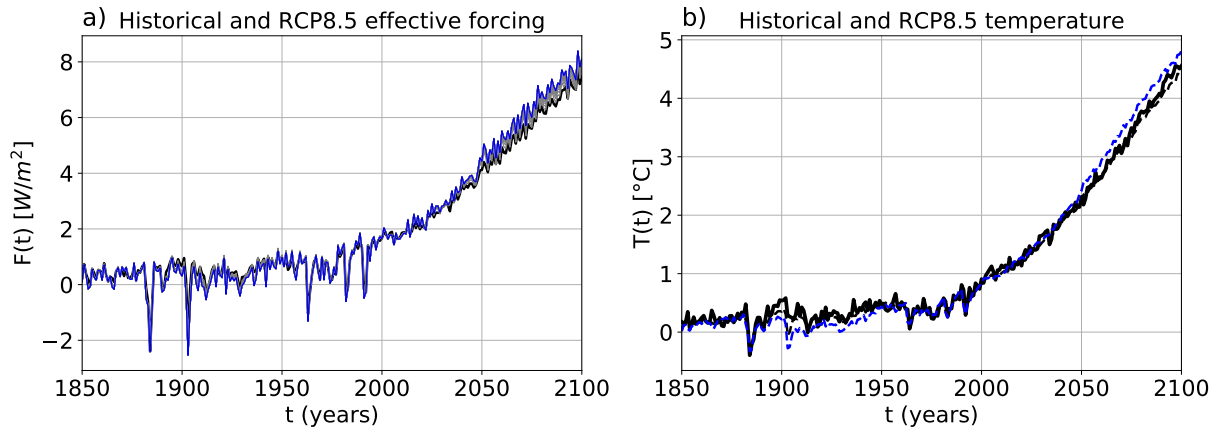 a) Historical and RCP8.5 effective forcing
F(t) [W/m²]
8
6
4
2
0
−2
1850 1900 1950 2000 2050 2100
t (years)
b) Historical and RCP8.5 temperature
T(t) [°C]
5
4
3
2
1
0
1850 1900 1950 2000 2050 2100
t (years)